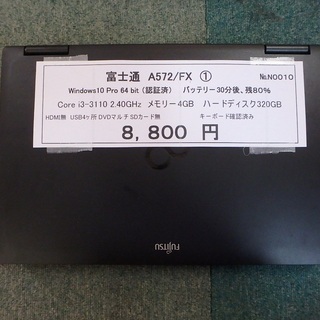 富士通 A572/FX ① №N0010
Windows10 Pro 64 bit (認証済) バッテリー30分後、残80%
Core i3-3110 2.40GHz メモリー4GB ハードディスク320GB
HDMI無 USB4ヶ所 DVDマルチ SDカード無 キーボード確認済み
8,800 円
FUJITSU